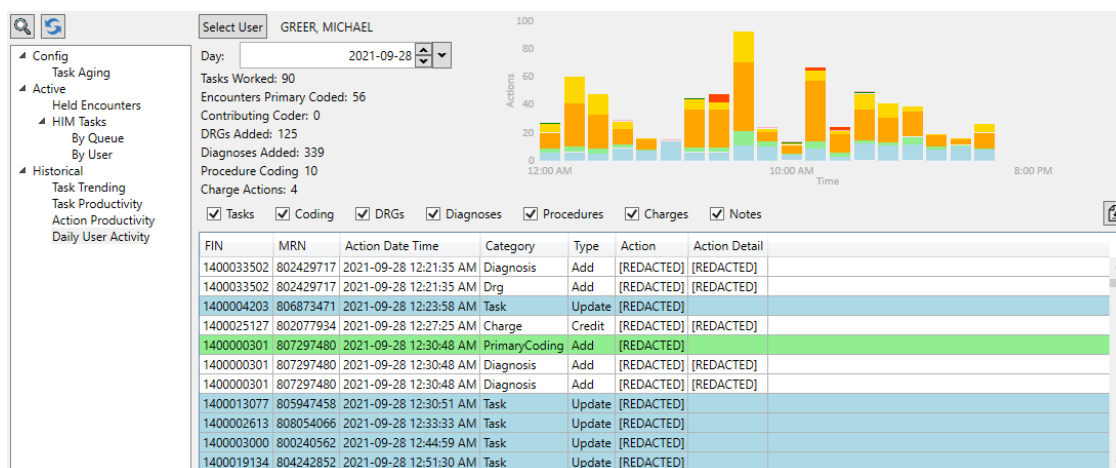 Select User GREER, MICHAEL
Config
Task Aging
Active
Held Encounters
HIM Tasks
By Queue
By User
Historical
Task Trending
Task Productivity
Action Productivity
Daily User Activity
Day: 2021-09-28
Tasks Worked: 90
Encounters Primary Coded: 56
Contributing Coder: 0
DRGs Added: 125
Diagnoses Added: 339
Procedure Coding 10
Charge Actions: 4
100
80
60
40
20
0
Actions
12:00 AM 10:00 AM 8:00 PM
Time
Tasks Coding DRGs Diagnoses Procedures Charges Notes
FIN MRN Action Date Time Category Type Action Action Detail
1400033502 802429717 2021-09-28 12:21:35 AM Diagnosis Add [REDACTED] [REDACTED]
1400033502 802429717 2021-09-28 12:21:35 AM Drg Add [REDACTED] [REDACTED]
1400004203 806873471 2021-09-28 12:23:58 AM Task Update [REDACTED]
1400025127 802077934 2021-09-28 12:27:25 AM Charge Credit [REDACTED] [REDACTED]
1400000301 807297480 2021-09-28 12:30:48 AM PrimaryCoding Add [REDACTED]
1400000301 807297480 2021-09-28 12:30:48 AM Diagnosis Add [REDACTED] [REDACTED]
1400000301 807297480 2021-09-28 12:30:48 AM Diagnosis Add [REDACTED] [REDACTED]
1400013077 805947458 2021-09-28 12:30:51 AM Task Update [REDACTED]
1400002613 808054066 2021-09-28 12:33:33 AM Task Update [REDACTED]
1400003000 800240562 2021-09-28 12:44:59 AM Task Update [REDACTED]
1400019134 804242852 2021-09-28 12:51:30 AM Task Update [REDACTED]